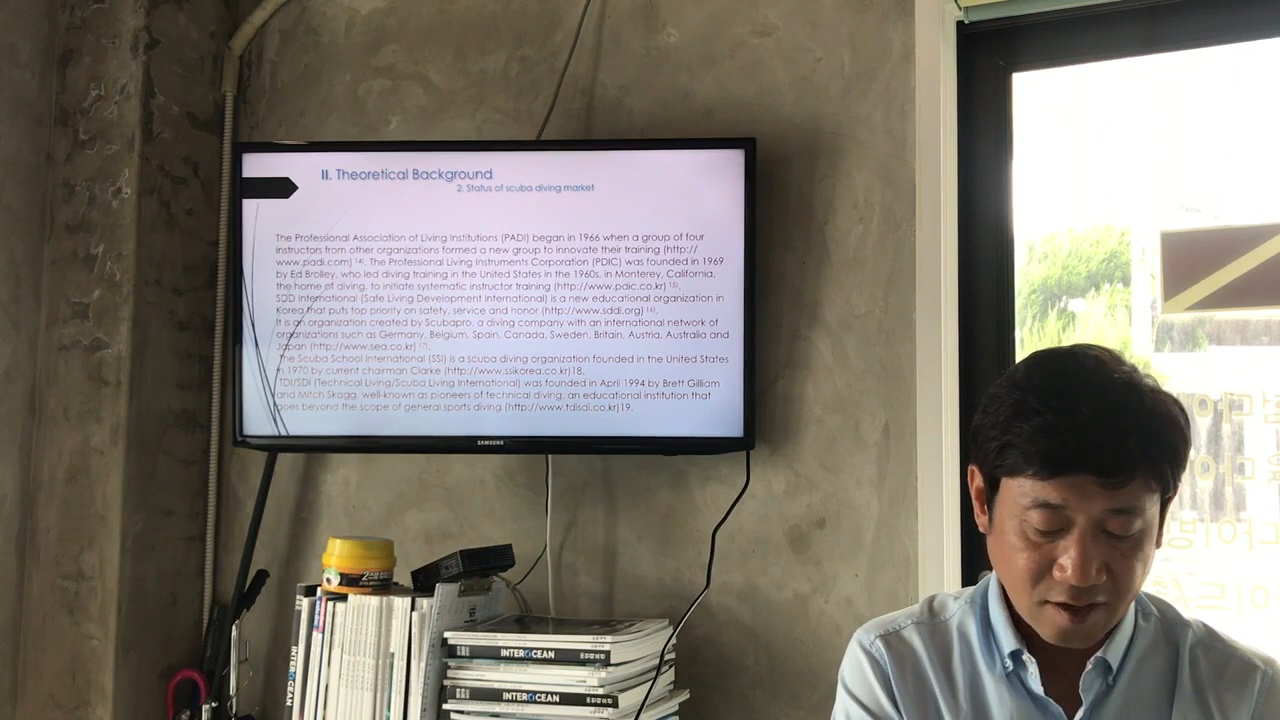 II. Theoretical Background
2. Status of scuba diving market
The Professional Association of Living Institutions (PADI) began in 1966 when a group of four
instructors from other organizations formed a new group to innovate their training (http://
www.padi.com) 14). The Professional Living Instruments Corporation (PDIC) was founded in 1969
by Ed Brolley, who led diving training in the United States in the 1960s, in Monterey, California,
the home of diving, to initiate systematic instructor training (http://www.pdic.co.kr) 15).
SDD International (Safe Living Development International) is a new educational organization in
Korea that puts top priority on safety, service and honor (http://www.sddi.org) 16).
It is an organization created by Scubapro, a diving company with an international network of
organizations such as Germany, Belgium, Spain, Canada, Sweden, Britain, Austria, Australia and
Japan (http://www.sea.co.kr) 17).
The Scuba School International (SSI) is a scuba diving organization founded in the United States
in 1970 by current chairman Clarke (http://www.ssikorea.co.kr)18.
TDI/SDI (Technical Living/Scuba Living International) was founded in April 1994 by Brett Gilliam
and Mitch Skagg, well-known as pioneers of technical diving, an educational institution that
goes beyond the scope of general sports diving (http://www.tdisdi.co.kr)19.
SAMSUNG
INTEROCEAN
INTEROCEAN
INTEROCEAN